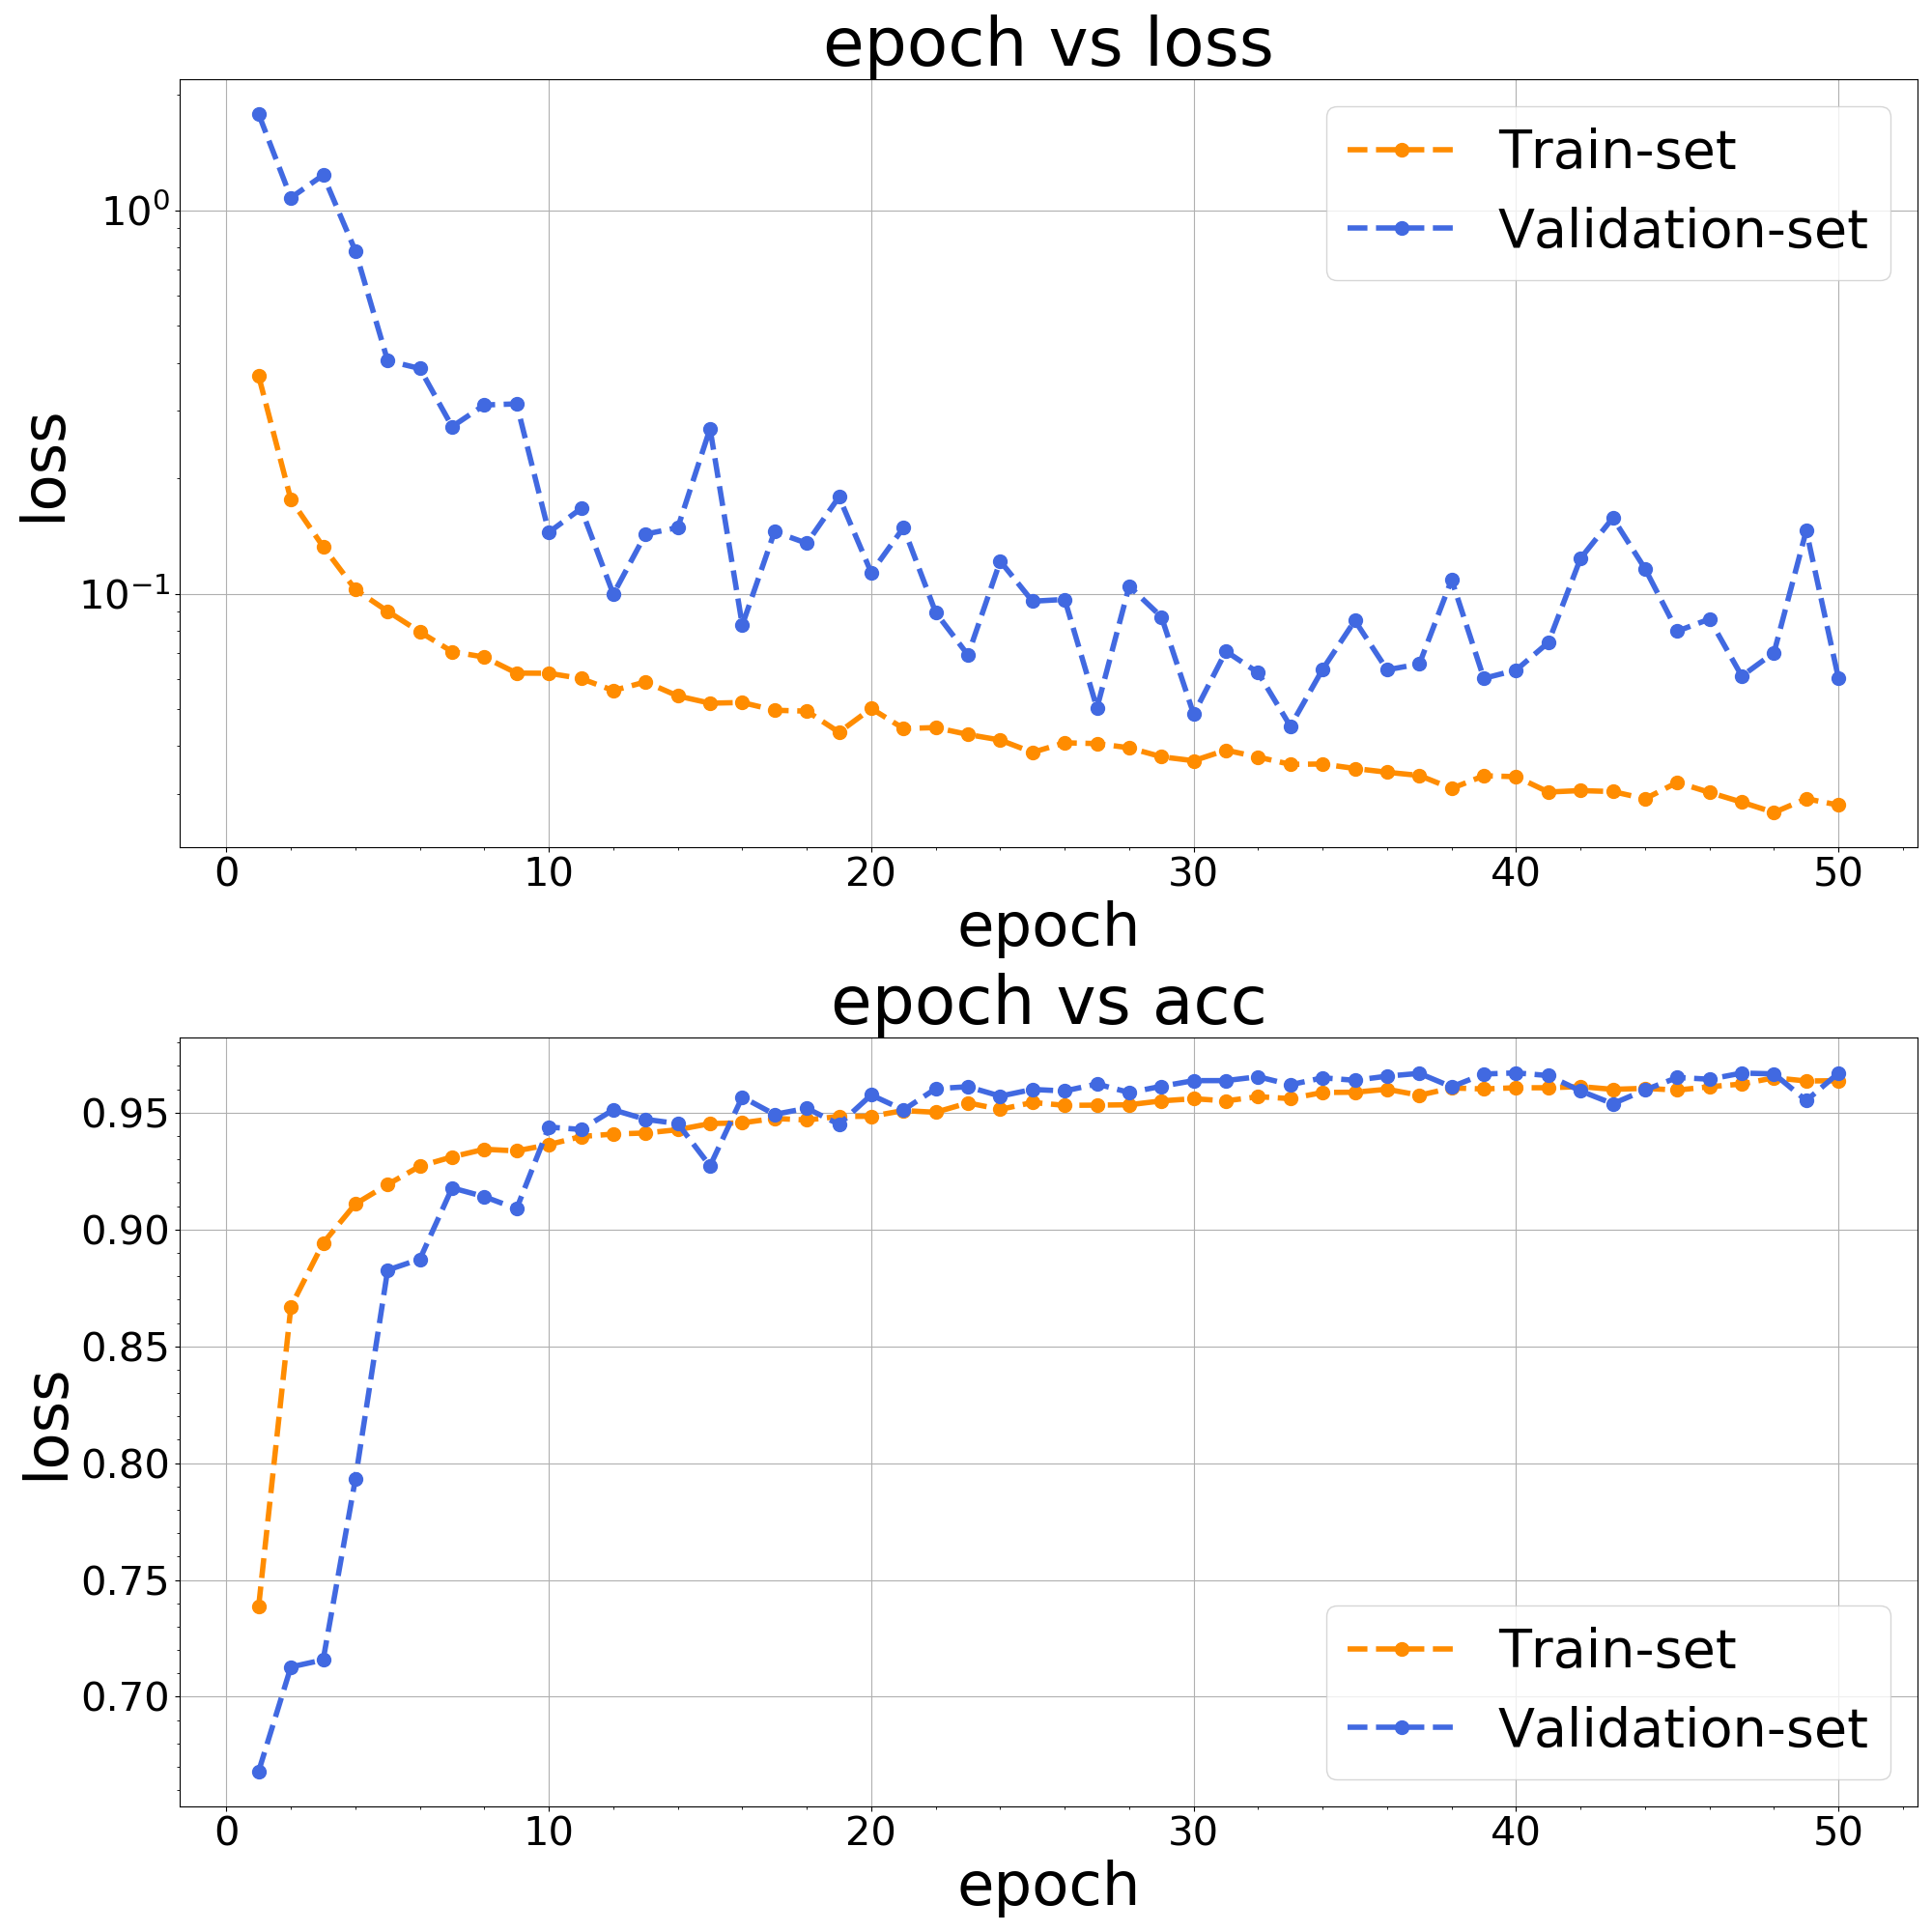 epoch vs loss
loss
10⁰
10⁻¹
Train-set
Validation-set
0 10 20 30 40 50
epoch
epoch vs acc
loss
0.95
0.90
0.85
0.80
0.75
0.70
Train-set
Validation-set
0 10 20 30 40 50
epoch